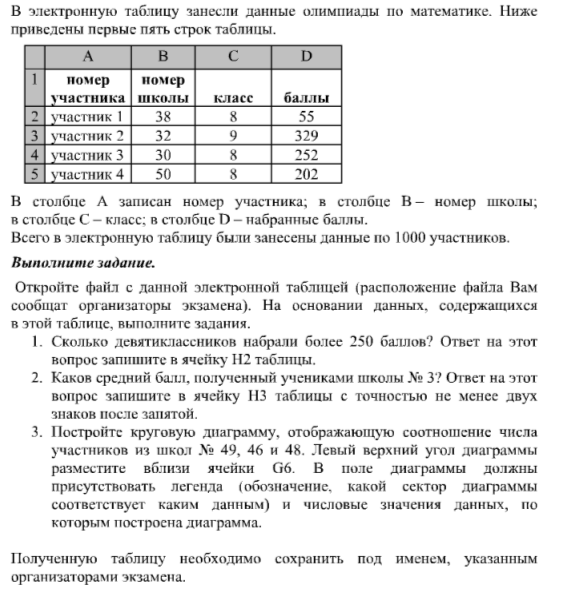 В электронную таблицу занесли данные олимпиады по математике. Ниже
приведены первые пять строк таблицы.
A B C D
1 номер участника номер школы класс баллы
2 участник 1 38 8 55
3 участник 2 32 9 329
4 участник 3 30 8 252
5 участник 4 50 8 202
В столбце А записан номер участника; в столбце В – номер школы;
в столбце С – класс; в столбце D – набранные баллы.
Всего в электронную таблицу были занесены данные по 1000 участников.
Выполните задание.
Откройте файл с данной электронной таблицей (расположение файла Вам
сообщат организаторы экзамена). На основании данных, содержащихся
в этой таблице, выполните задания.
1. Сколько девятиклассников набрали более 250 баллов? Ответ на этот
вопрос запишите в ячейку H2 таблицы.
2. Каков средний балл, полученный учениками школы № 3? Ответ на этот
вопрос запишите в ячейку H3 таблицы с точностью не менее двух
знаков после запятой.
3. Постройте круговую диаграмму, отображающую соотношение числа
участников из школ № 49, 46 и 48. Левый верхний угол диаграммы
разместите вблизи ячейки G6. В поле диаграммы должны
присутствовать легенда (обозначение, какой сектор диаграммы
соответствует каким данным) и числовые значения данных, по
которым построена диаграмма.
Полученную таблицу необходимо сохранить под именем, указанным
организаторами экзамена.